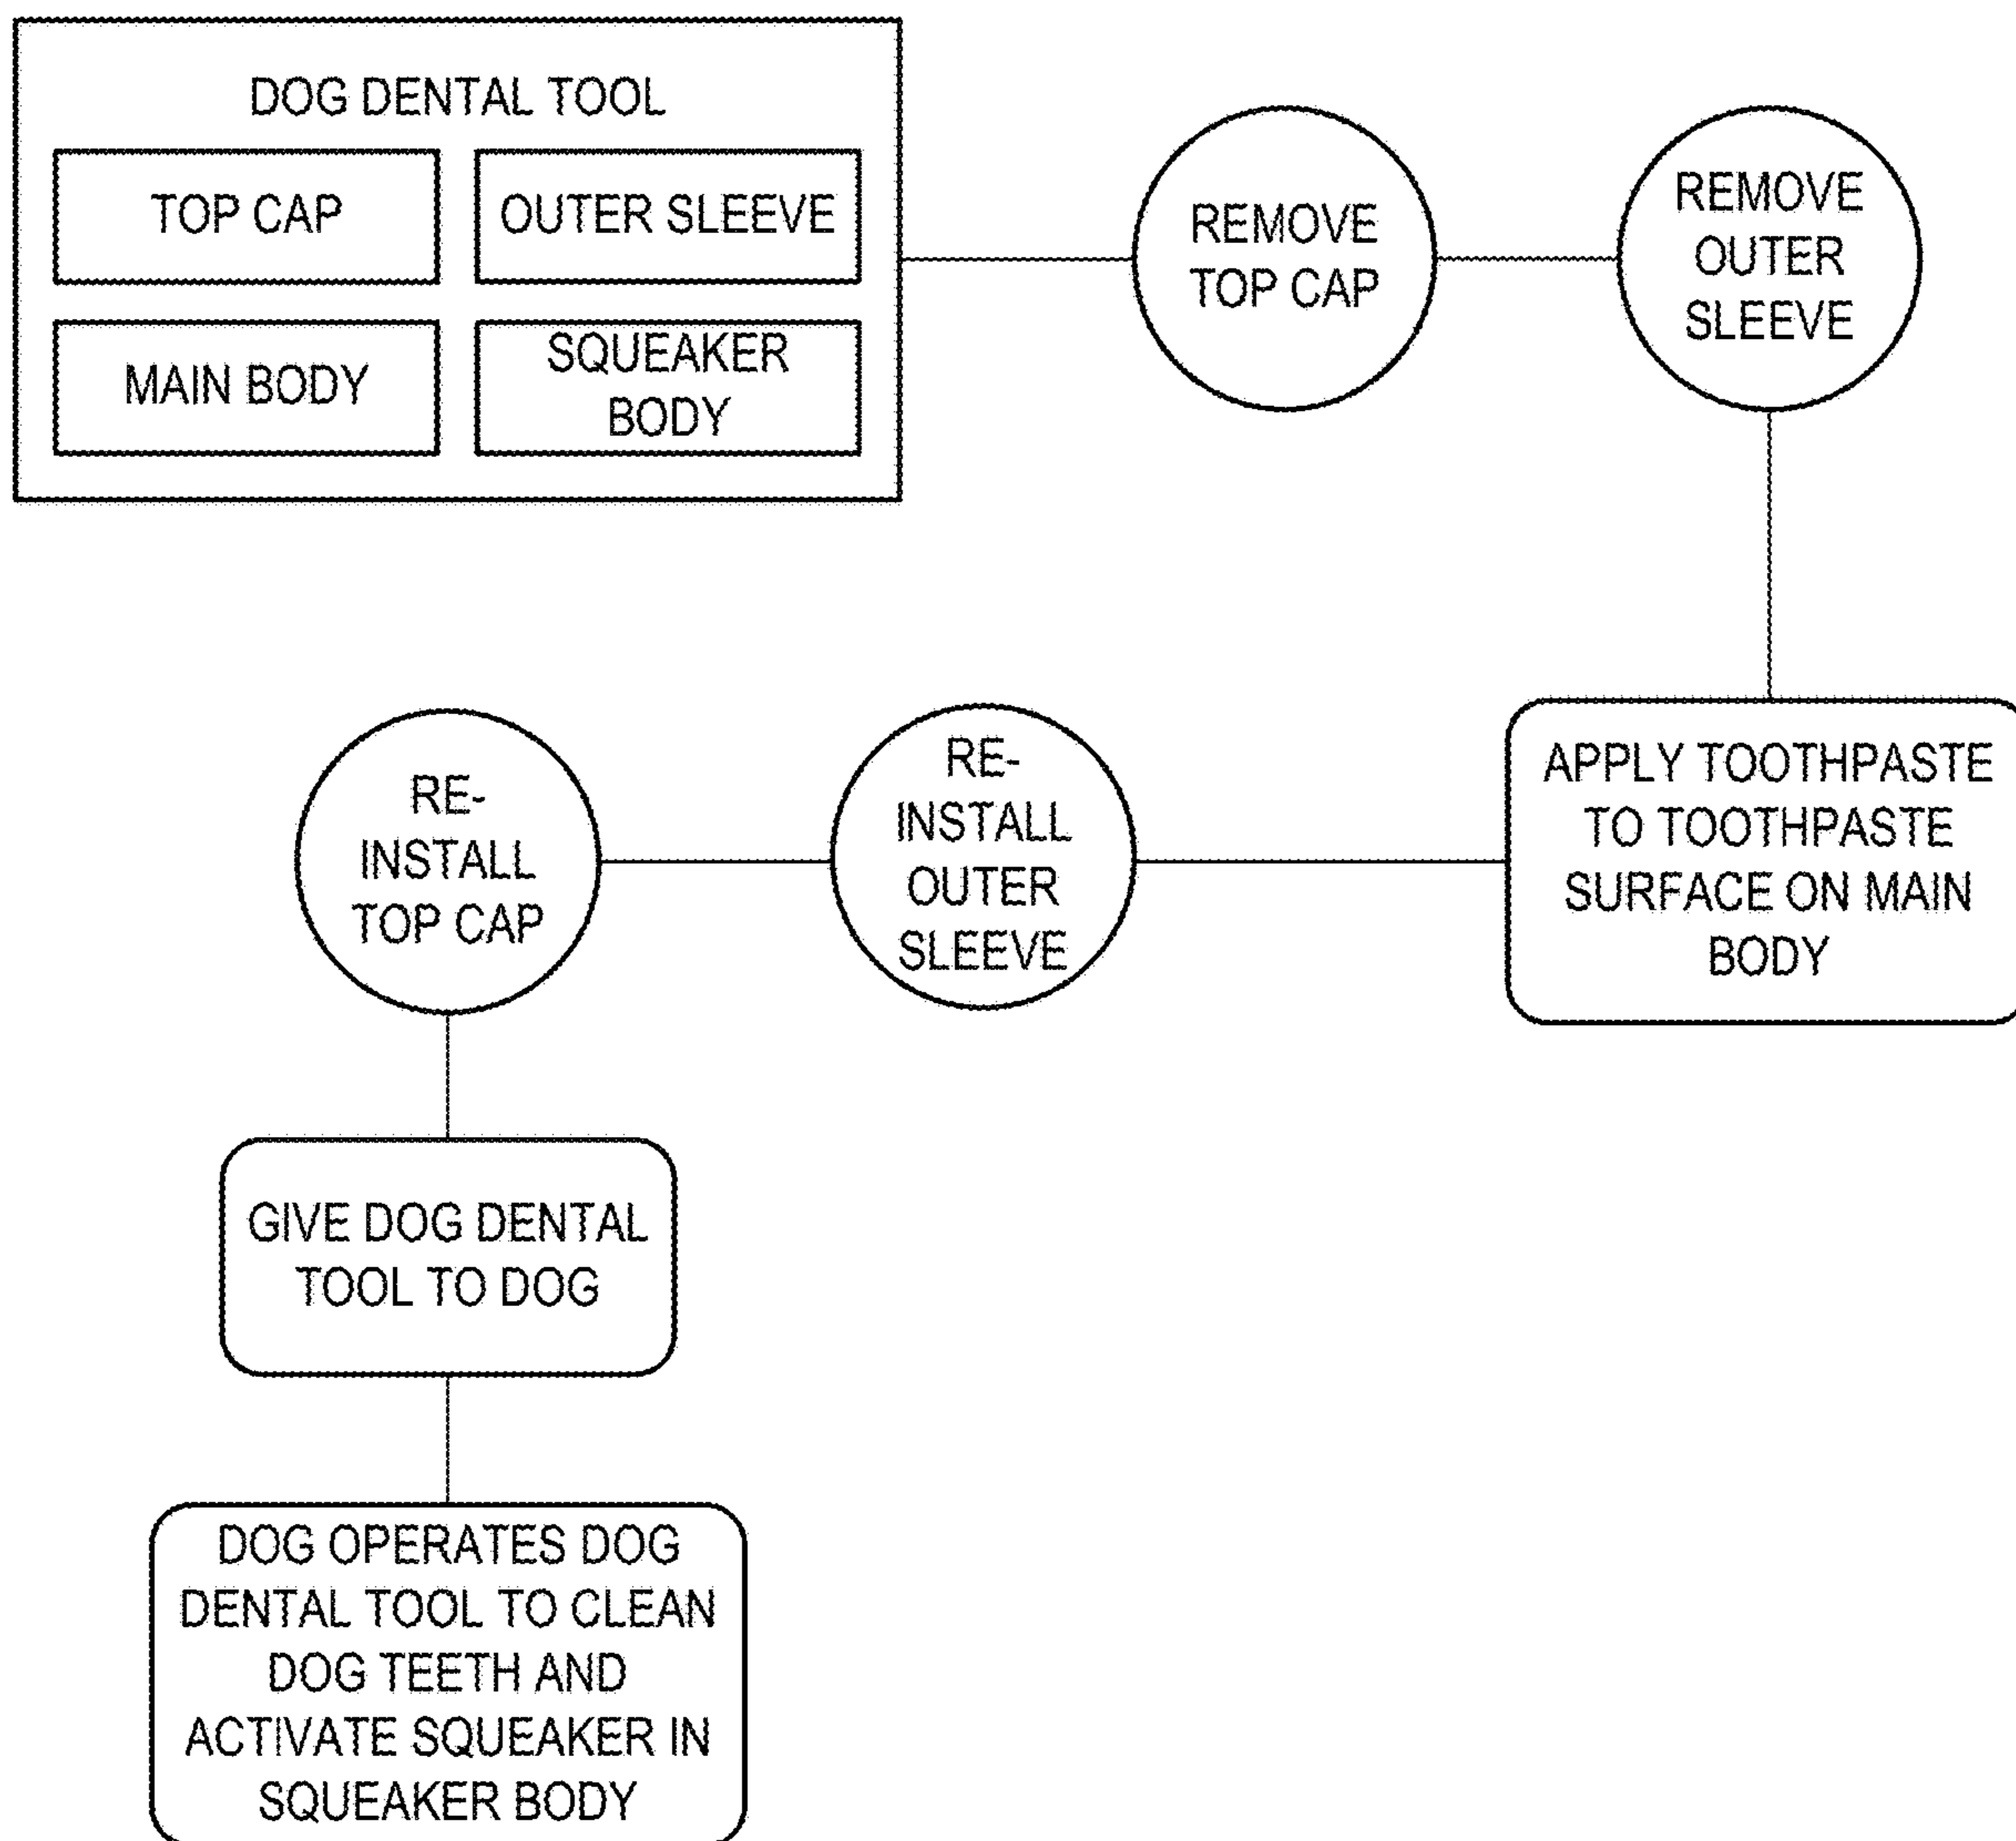 DOG DENTAL TOOL
TOP CAP
OUTER SLEEVE
MAIN BODY
SQUEAKER
BODY
REMOVE
TOP CAP
REMOVE
OUTER
SLEEVE
APPLY TOOTHPASTE
TO TOOTHPASTE
SURFACE ON MAIN
BODY
RE-
INSTALL
OUTER
SLEEVE
RE-
INSTALL
TOP CAP
GIVE DOG DENTAL
TOOL TO DOG
DOG OPERATES DOG
DENTAL TOOL TO CLEAN
DOG TEETH AND
ACTIVATE SQUEAKER IN
SQUEAKER BODY